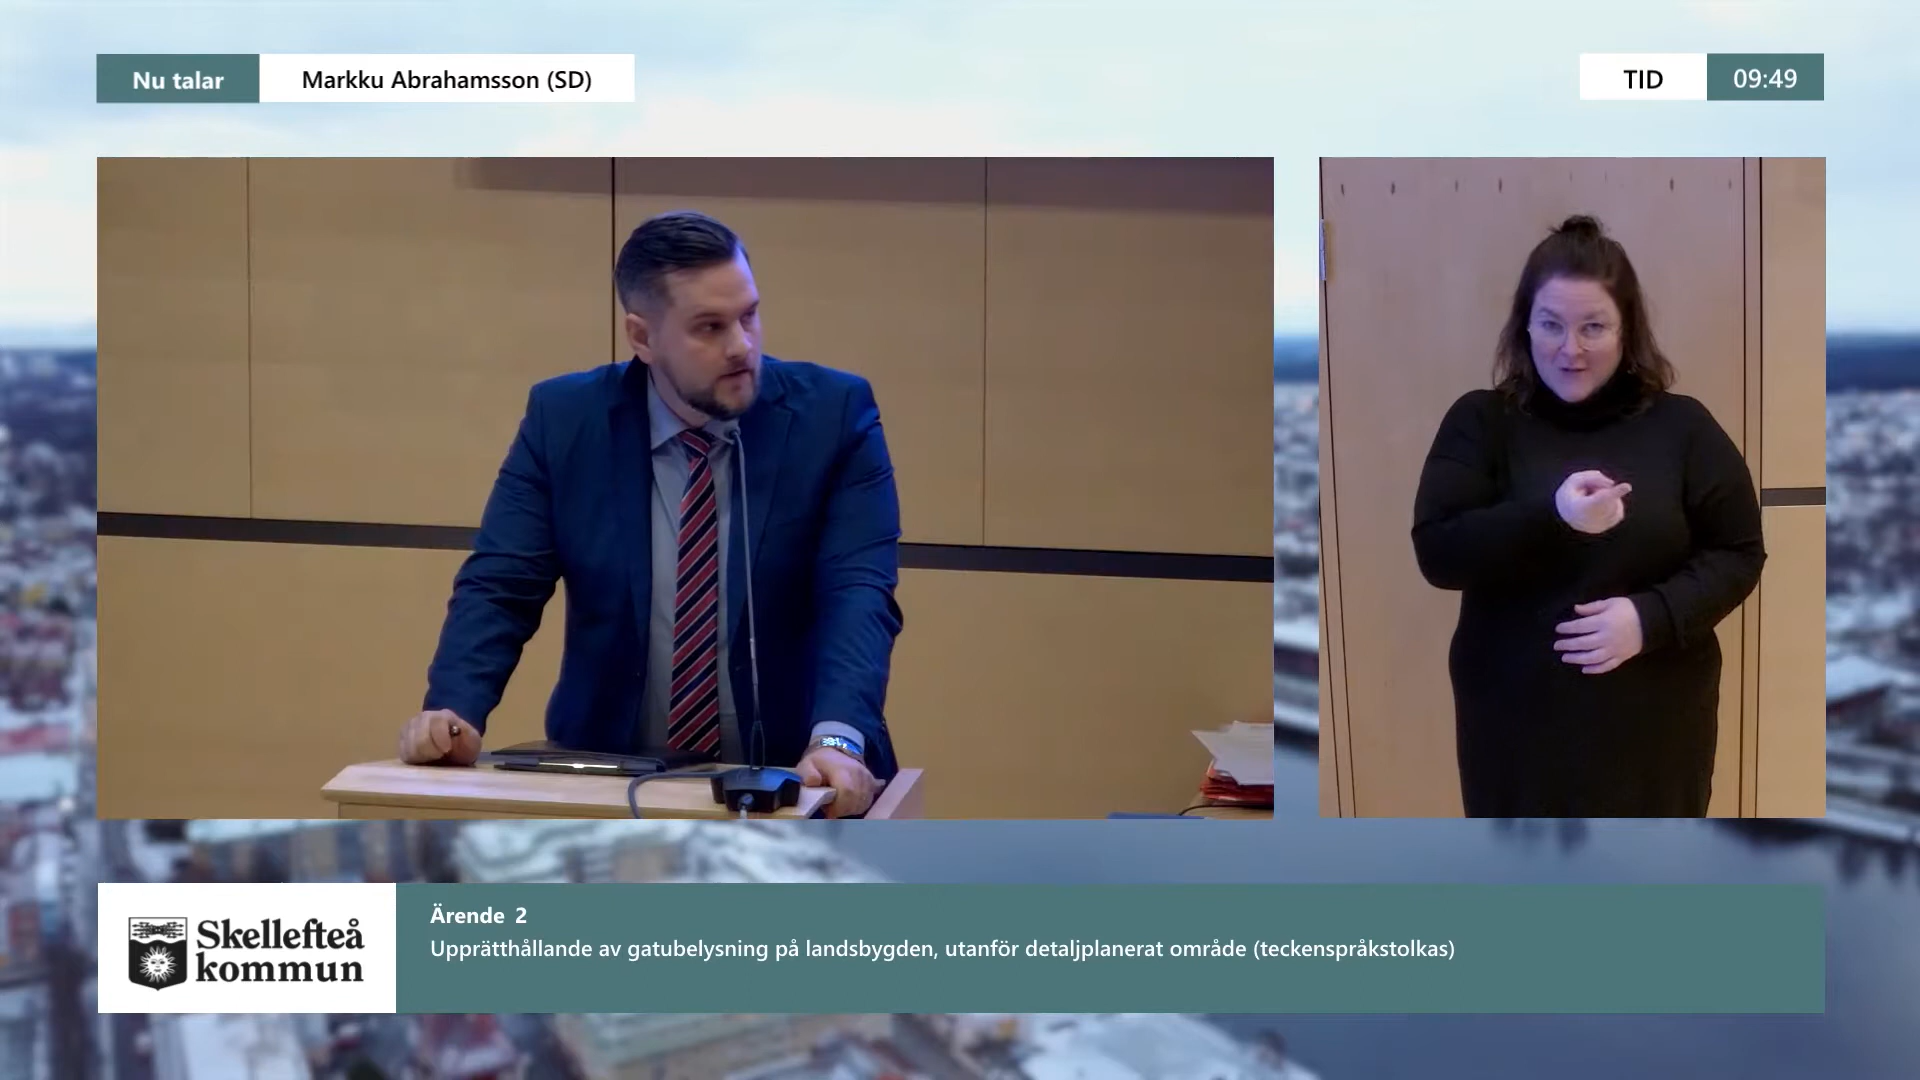 Nu talar
Markku Abrahamsson (SD)
TID
09:49
Skellefteå
kommun
Ärende 2
Upprätthållande av gatubelysning på landsbygden, utanför detaljplanerat område (teckenspråkstolkas)